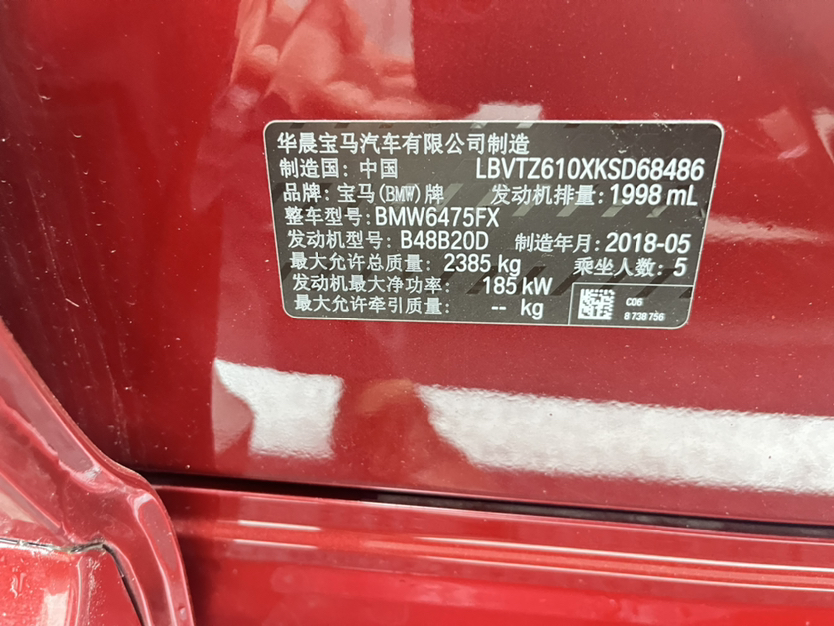 华晨宝马汽车有限公司制造
制造国: 中国 LBVTZ610XKSD68486
品牌: 宝马(BMW)牌 发动机排量: 1998 mL
整车型号: BMW6475FX
发动机型号: B48B20D 制造年月: 2018-05
最大允许总质量: 2385 kg 乘坐人数: 5
发动机最大净功率: 185 kW
最大允许牵引质量: -- kg
C06
8 738 756